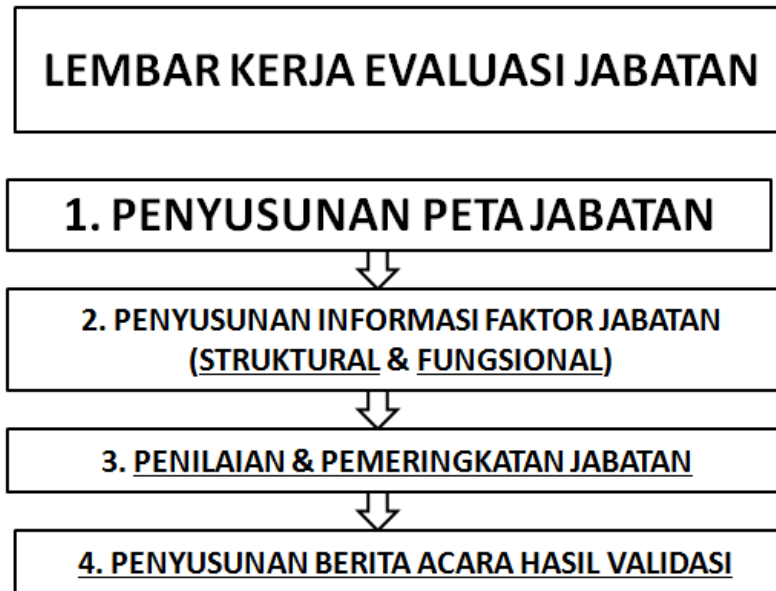 LEMBAR KERJA EVALUASI JABATAN
1. PENYUSUNAN PETA JABATAN
2. PENYUSUNAN INFORMASI FAKTOR JABATAN
(STRUKTURAL & FUNGSIONAL)
3. PENILAIAN & PEMERINGKATAN JABATAN
4. PENYUSUNAN BERITA ACARA HASIL VALIDASI